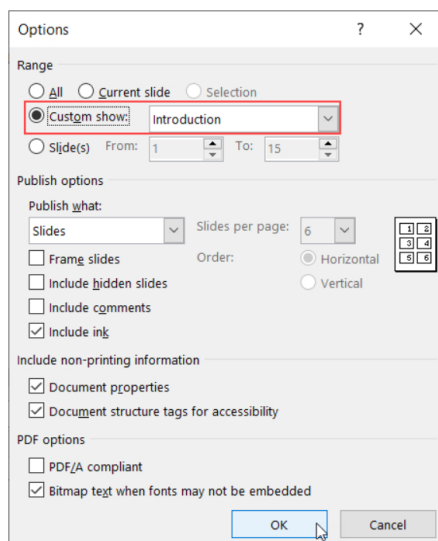 Options ?
Range
All Current slide Selection
Custom show: Introduction
Slide(s) From: 1 To: 15
Publish options
Publish what:
Slides Slides per page: 6
Frame slides Order: Horizontal
Include hidden slides Vertical
Include comments
Include ink
1 2
3 4
5 6
Include non-printing information
Document properties
Document structure tags for accessibility
PDF options
PDF/A compliant
Bitmap text when fonts may not be embedded
OK Cancel